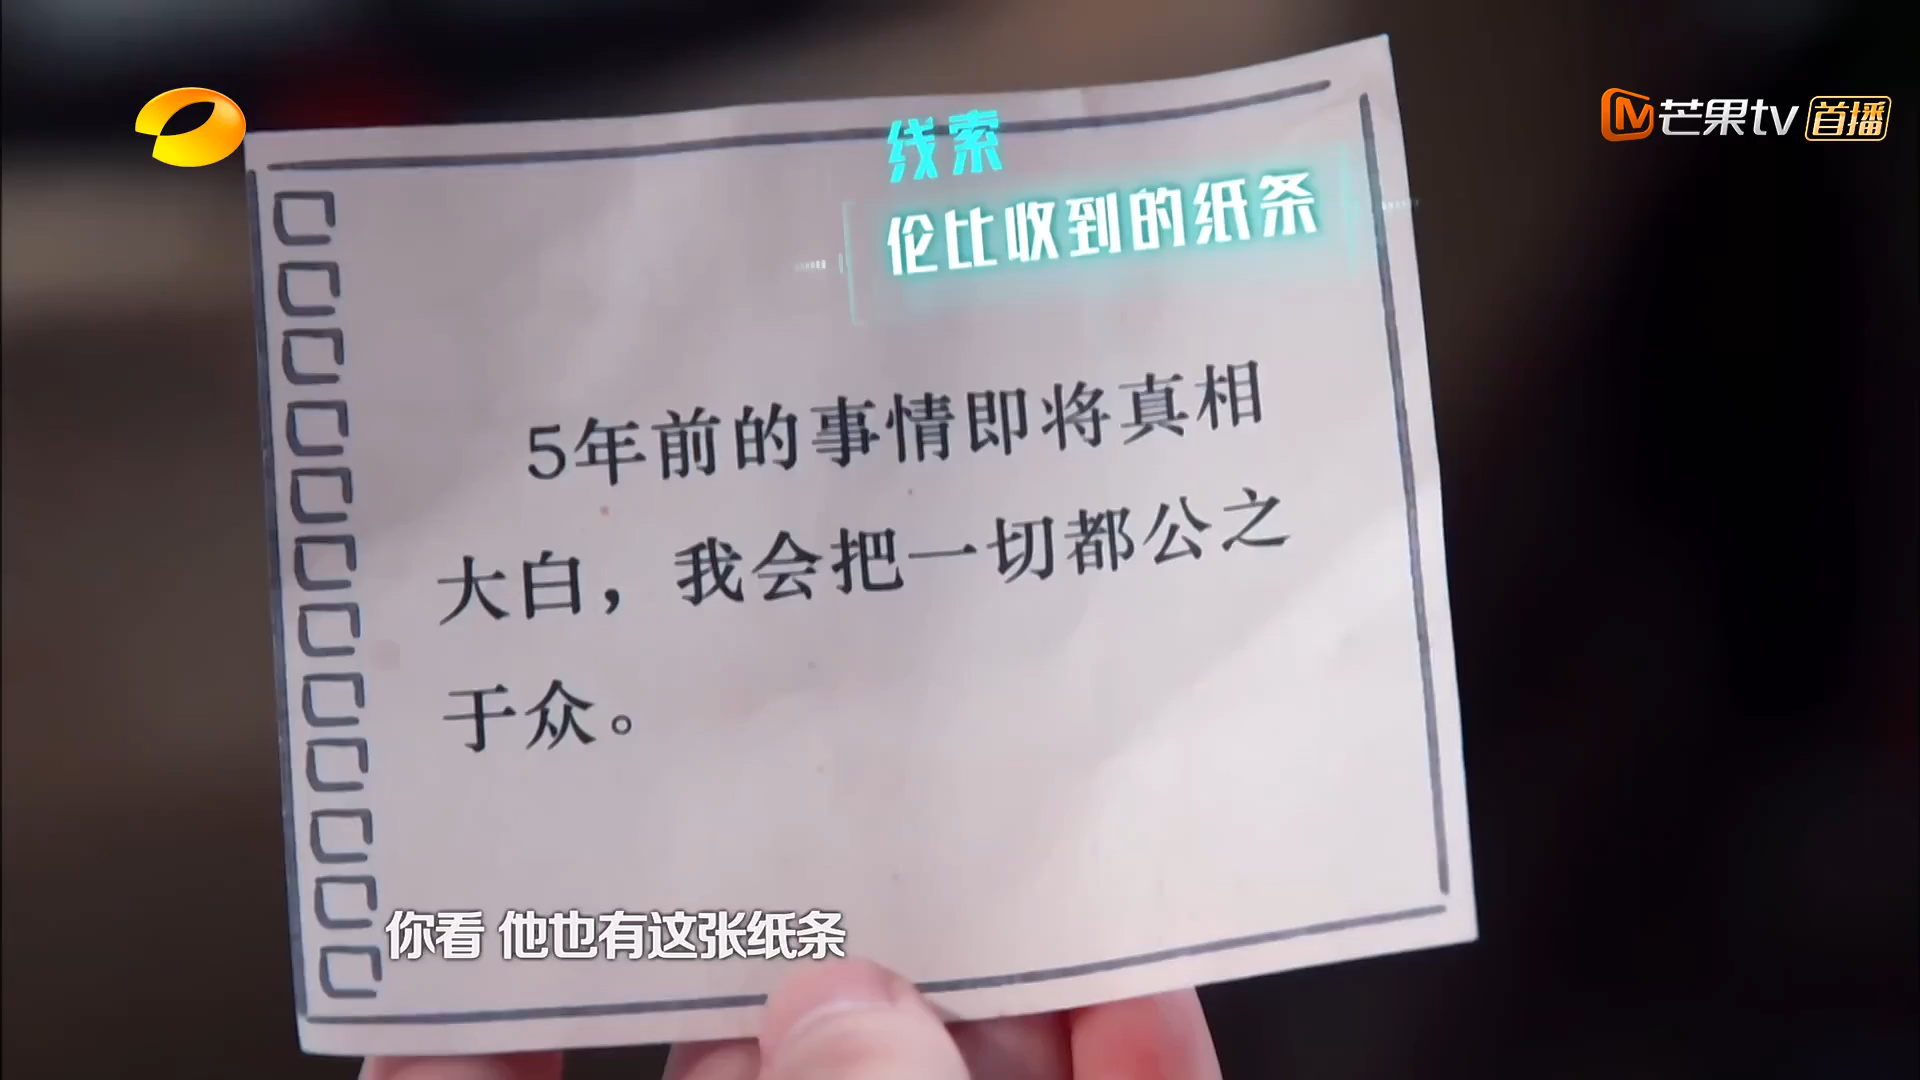 芒果tv 首播
线索
伦比收到的纸条
5年前的事情即将真相
大白，我会把一切都公之
于众。
你看 他也有这张纸条